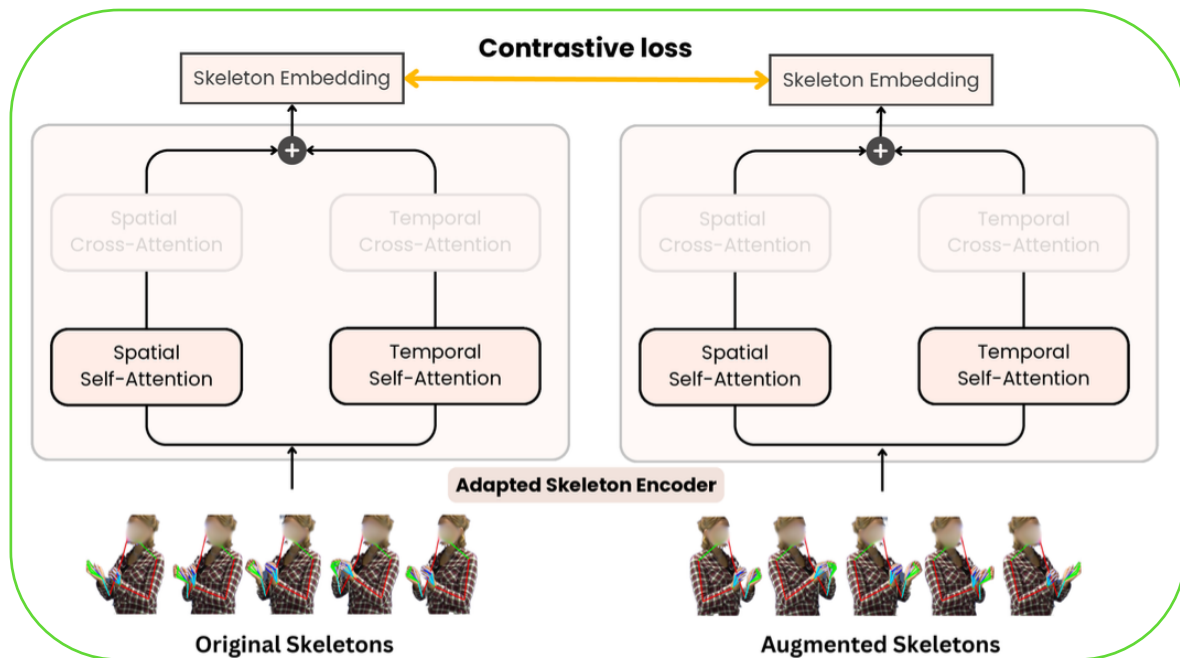 Contrastive loss
Skeleton Embedding
Skeleton Embedding
+
+
Spatial
Cross-Attention
Temporal
Cross-Attention
Spatial
Cross-Attention
Temporal
Cross-Attention
Spatial
Self-Attention
Temporal
Self-Attention
Spatial
Self-Attention
Temporal
Self-Attention
Adapted Skeleton Encoder
Original Skeletons
Augmented Skeletons